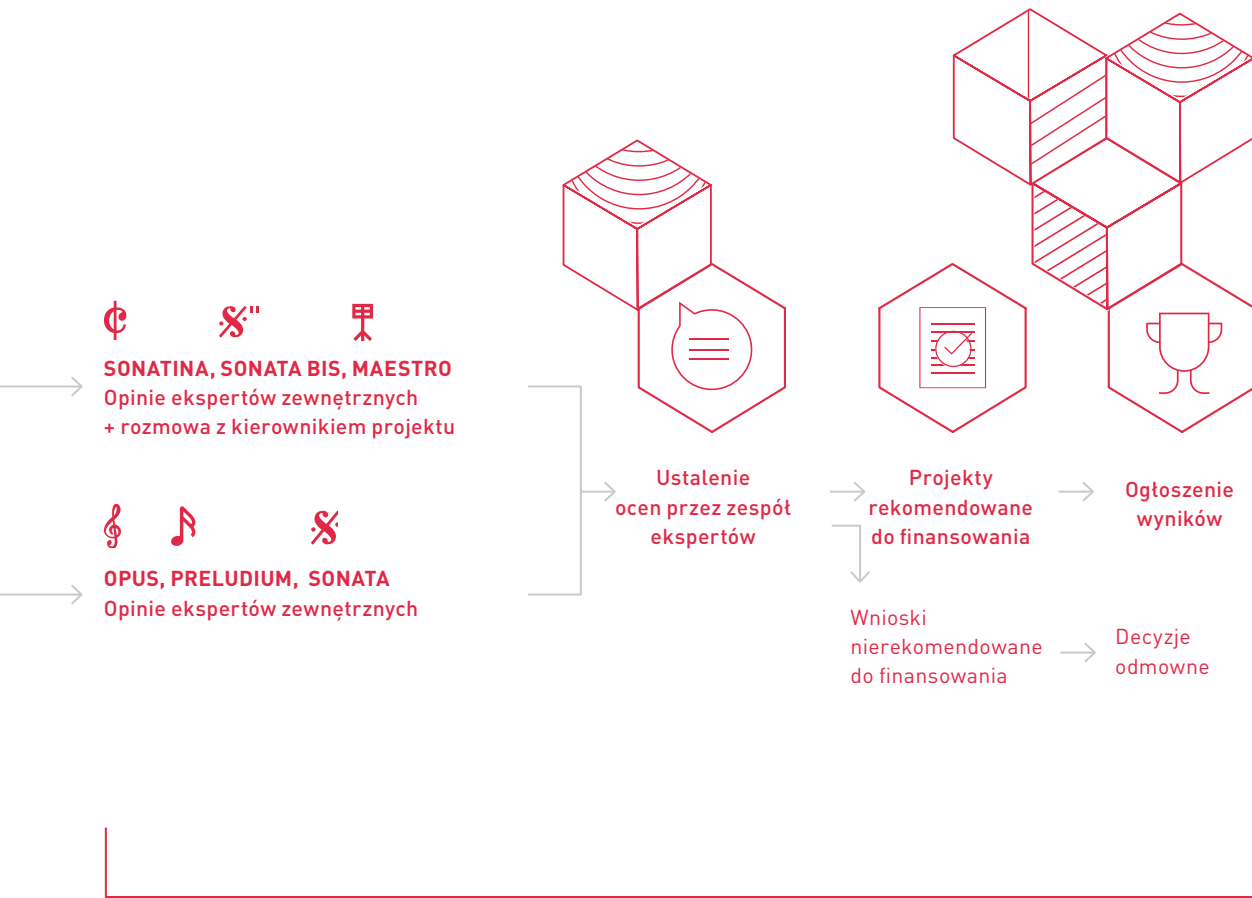 SONATINA, SONATA BIS, MAESTRO
Opinie ekspertów zewnętrznych
+ rozmowa z kierownikiem projektu
OPUS, PRELUDIUM, SONATA
Opinie ekspertów zewnętrznych
Ustalenie
ocen przez zespół
ekspertów
Projekty
rekomendowane
do finansowania
Ogłoszenie
wyników
Wnioski
nierekomendowane
do finansowania
Decyzje
odmowne